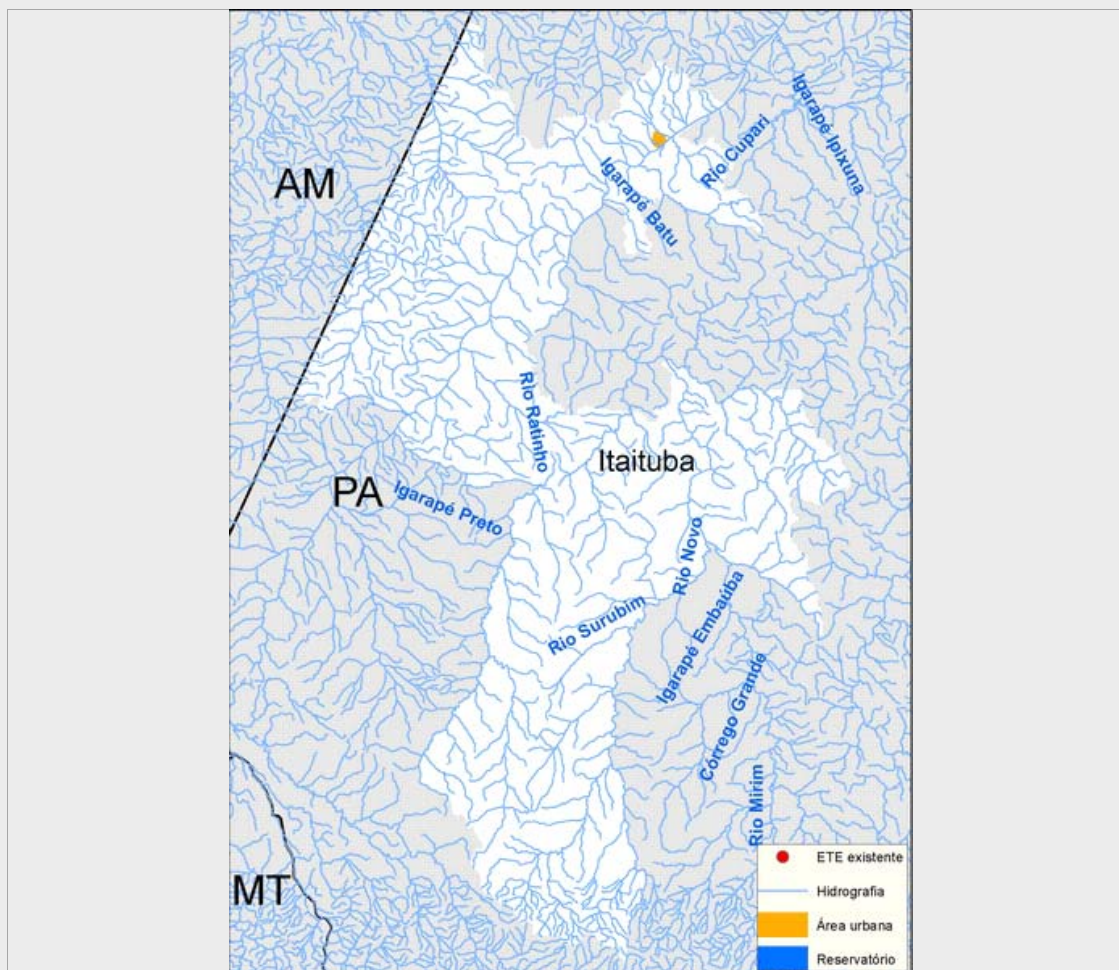 AM
Igarapé Ipixuna
Rio Cupari
Igarapé Batu
Rio Ratinho
Itaituba
PA
Igarapé Preto
Rio Novo
Igarapé Embaúba
Rio Surubim
Córrego Grande
Rio Mirim
MT
ETE existente
Hidrografia
Área urbana
Reservatório